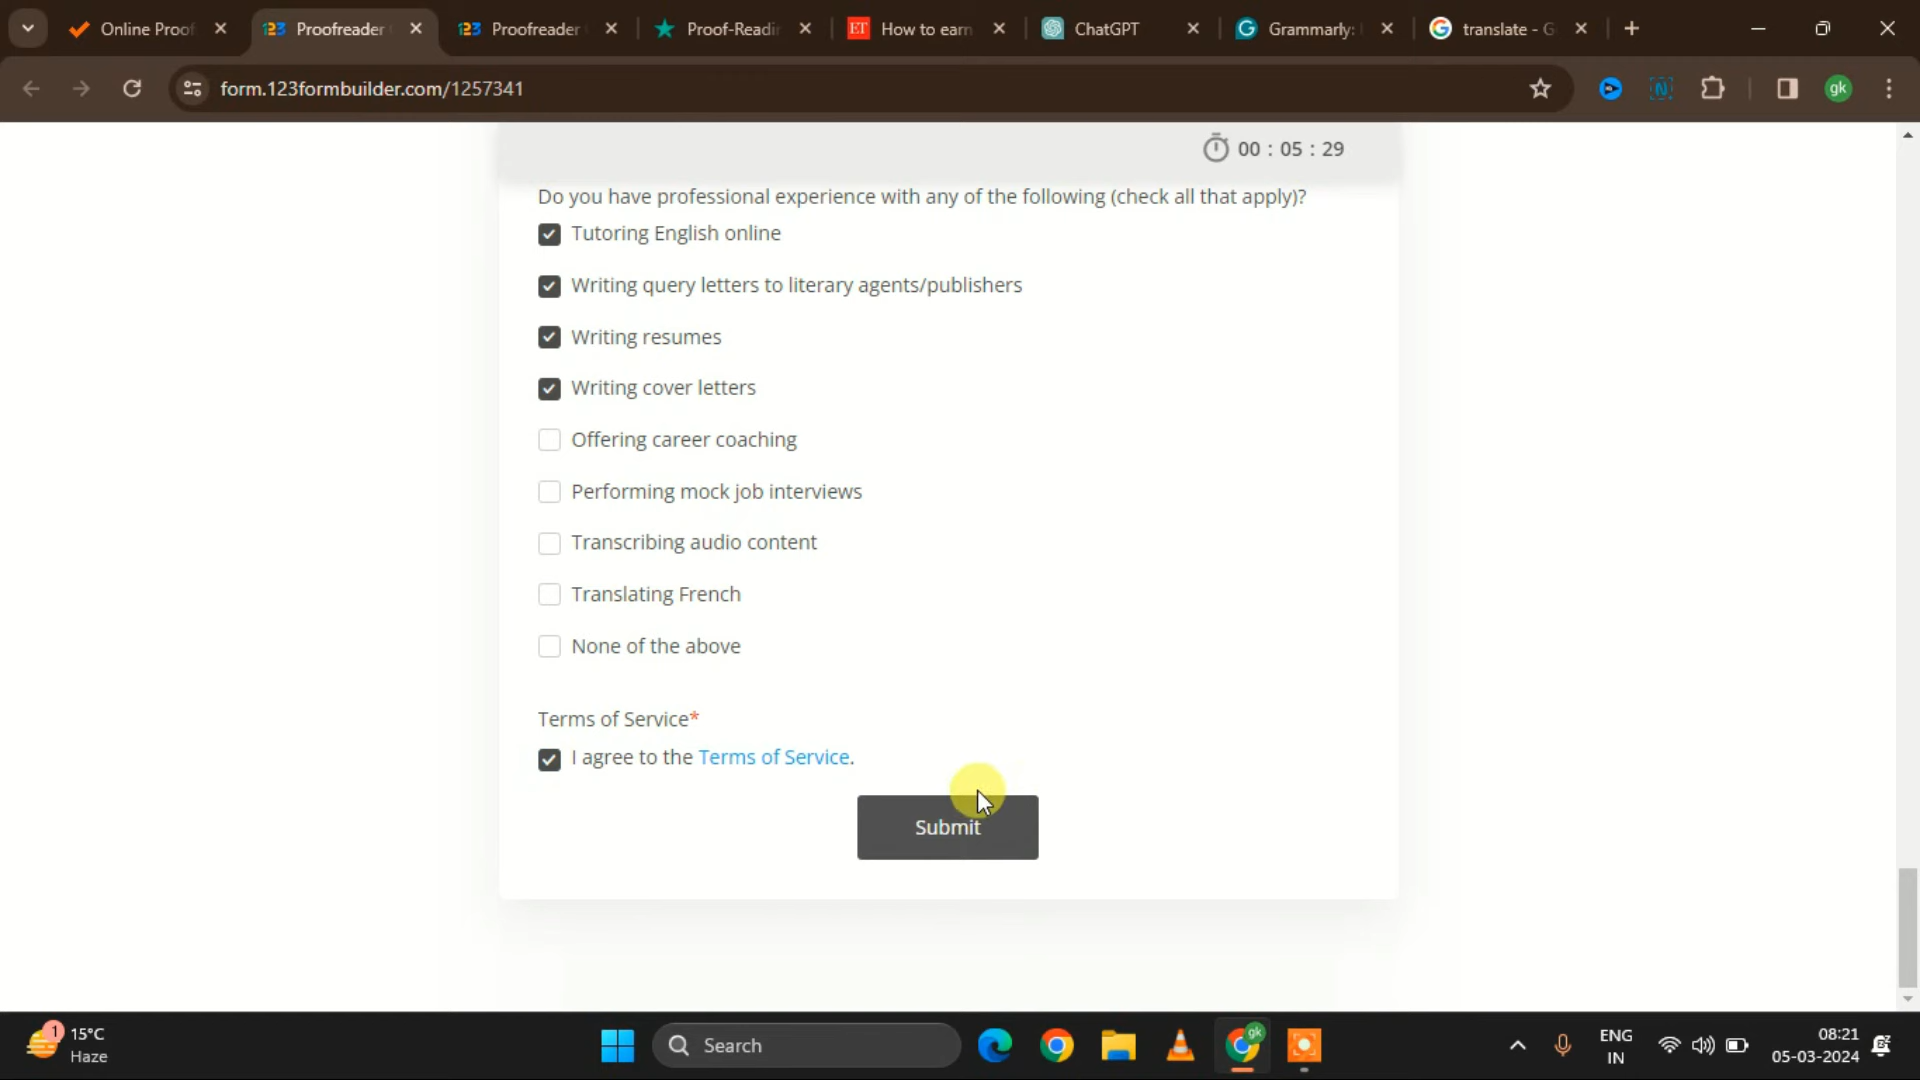 Online Proof
Proofreader
Proofreader
Proof-Readi
How to earn
ChatGPT
Grammarly:
translate - G
form.123formbuilder.com/1257341
gk
00 : 05 : 29
Do you have professional experience with any of the following (check all that apply)?
Tutoring English online
Writing query letters to literary agents/publishers
Writing resumes
Writing cover letters
Offering career coaching
Performing mock job interviews
Transcribing audio content
Translating French
None of the above
Terms of Service*
I agree to the Terms of Service.
Submit
1
15°C
Haze
Search
gk
ENG
IN
08:21
05-03-2024